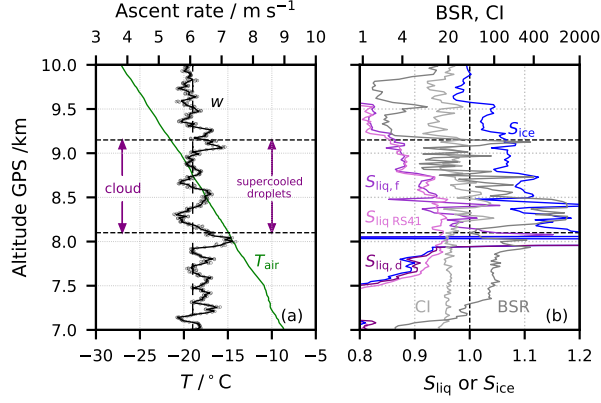 Ascent rate / m s⁻¹
BSR, CI
3 4 5 6 7 8 9
1 4 20 100 400 2000
Altitude GPS /km
10.0
9.5
9.0
8.5
8.0
7.5
7.0
w
cloud
supercooled
droplets
T_air
(a)
S_ice
S_liq, f
S_liq RS41
S_liq, d
CI
BSR
(b)
−30 −25 −20 −15 −10 −5
0.8 0.9 1.0 1.1 1.2
T / °C
S_liq or S_ice